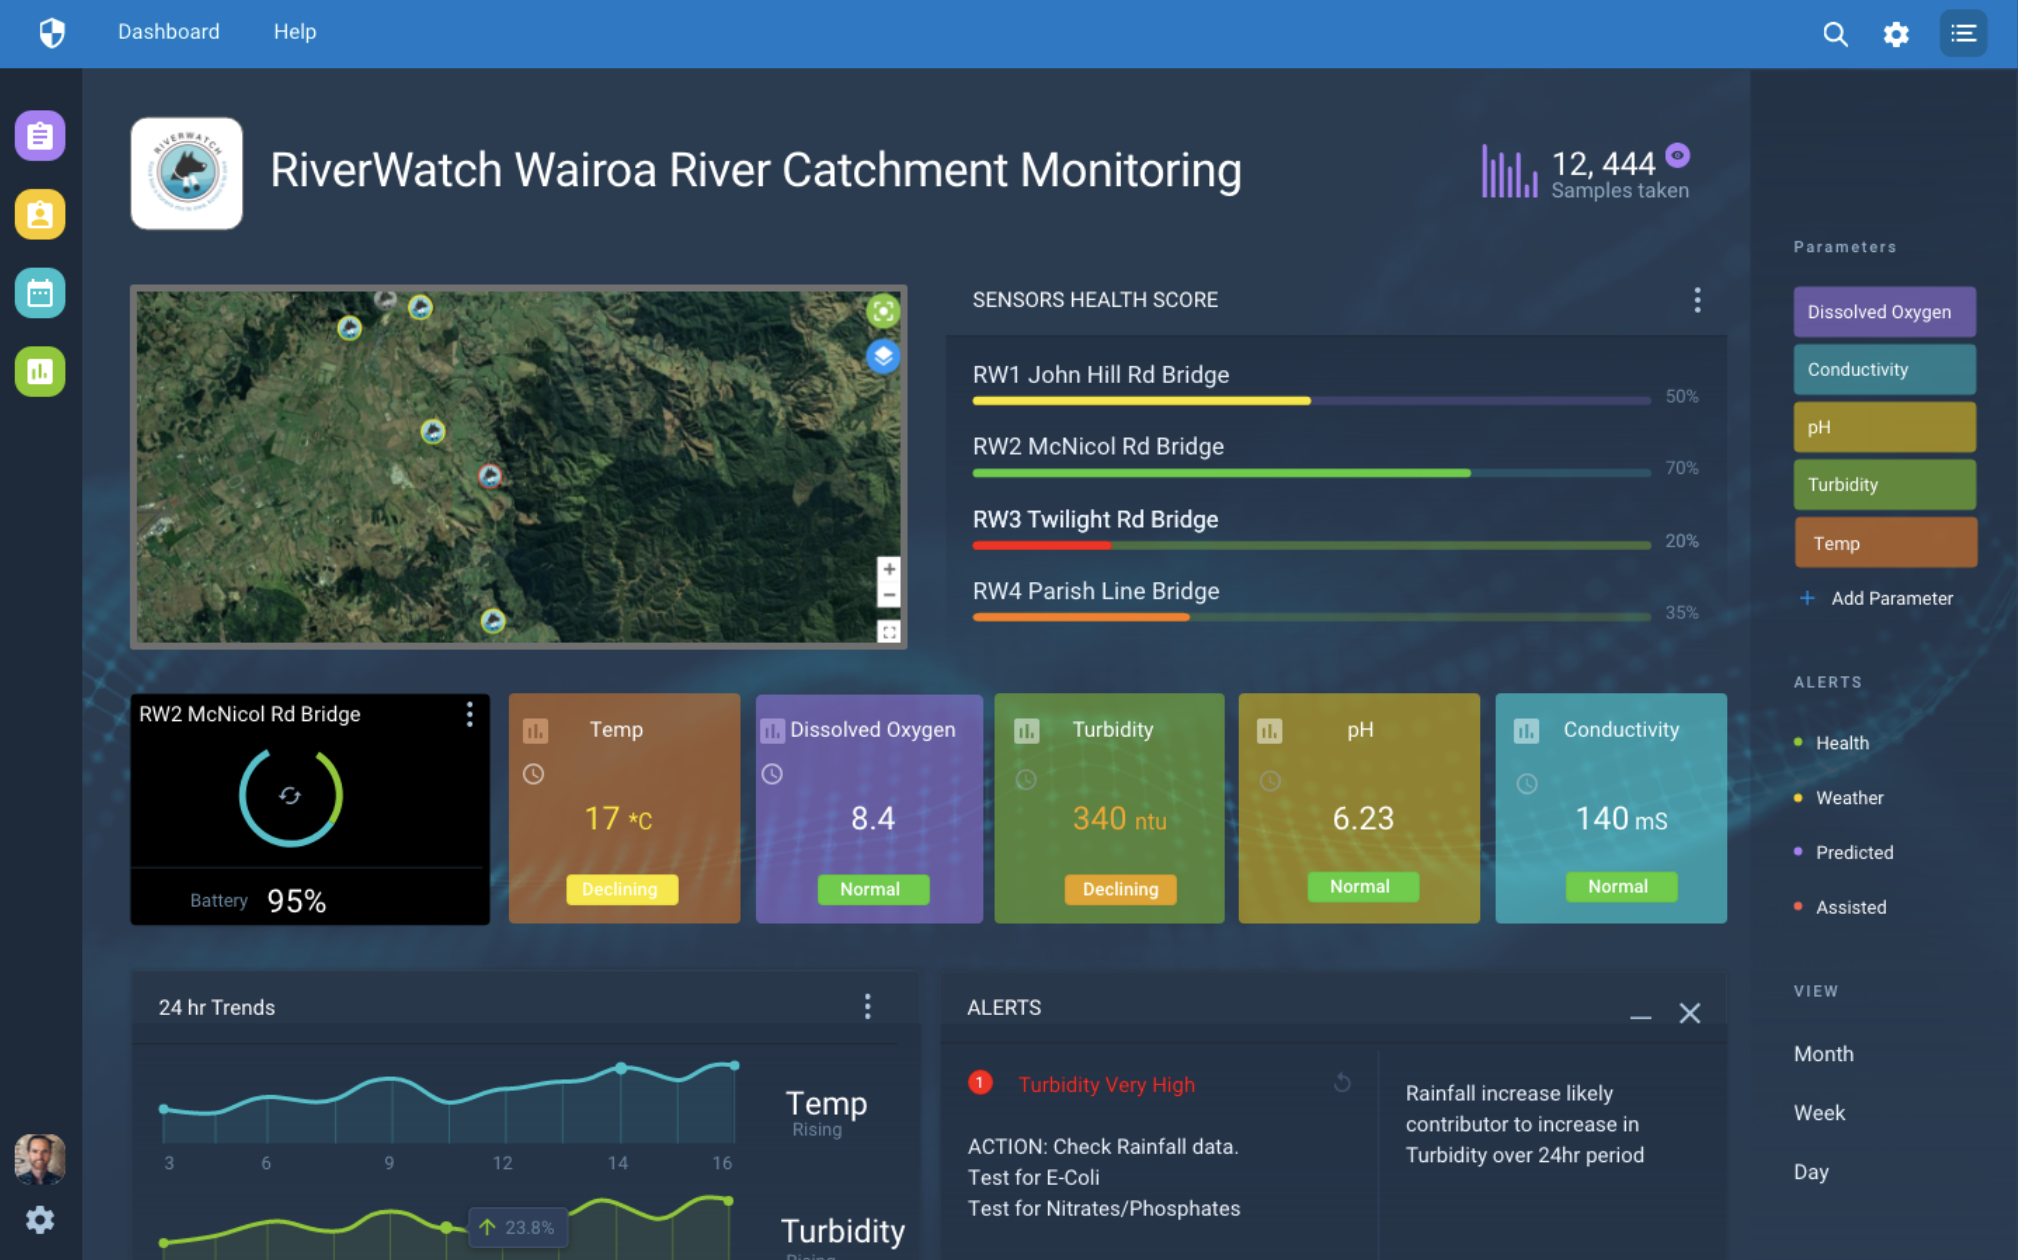 Dashboard
Help
RIVERWATCH
RiverWatch Wairoa River Catchment Monitoring
12, 444
Samples taken
SENSORS HEALTH SCORE
RW1 John Hill Rd Bridge
50%
RW2 McNicol Rd Bridge
70%
RW3 Twilight Rd Bridge
20%
RW4 Parish Line Bridge
35%
+
−
Parameters
Dissolved Oxygen
Conductivity
pH
Turbidity
Temp
+ Add Parameter
ALERTS
Health
Weather
Predicted
Assisted
VIEW
Month
Week
Day
RW2 McNicol Rd Bridge
Battery 95%
Temp
17 *C
Declining
Dissolved Oxygen
8.4
Normal
Turbidity
340 ntu
Declining
pH
6.23
Normal
Conductivity
140 mS
Normal
24 hr Trends
Temp
Rising
3 6 9 12 14 16
23.8%
Turbidity
Rising
ALERTS
1 Turbidity Very High
ACTION: Check Rainfall data.
Test for E-Coli
Test for Nitrates/Phosphates
Rainfall increase likely
contributor to increase in
Turbidity over 24hr period